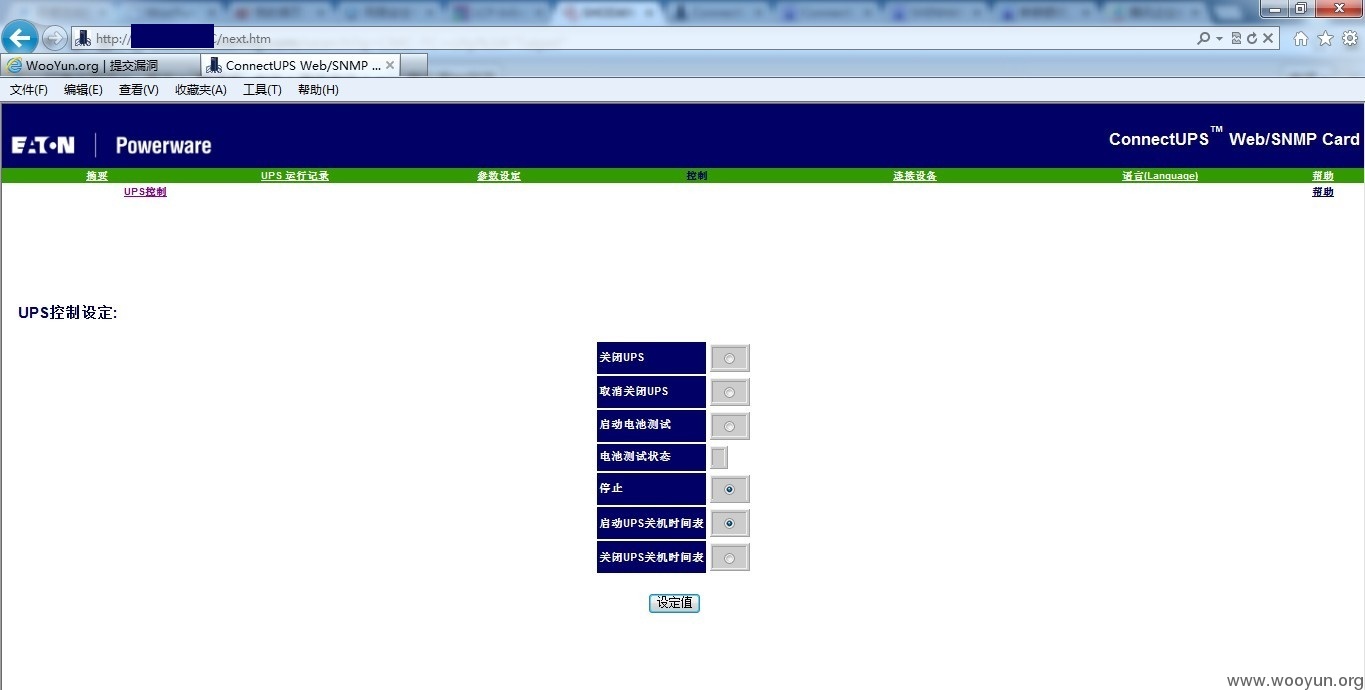 http:// C/next.htm
WooYun.org | 提交漏洞
ConnectUPS Web/SNMP ...
文件(F) 编辑(E) 查看(V) 收藏夹(A) 工具(T) 帮助(H)
EATON | Powerware
ConnectUPS™ Web/SNMP Card
摘要 UPS 运行记录 参数设定 控制 连接设备 语言(Language) 帮助
UPS控制 帮助
UPS控制设定:
关闭UPS
取消关闭UPS
启动电池测试
电池测试状态
停止
启动UPS关机时间表
关闭UPS关机时间表
设定值
www.wooyun.org